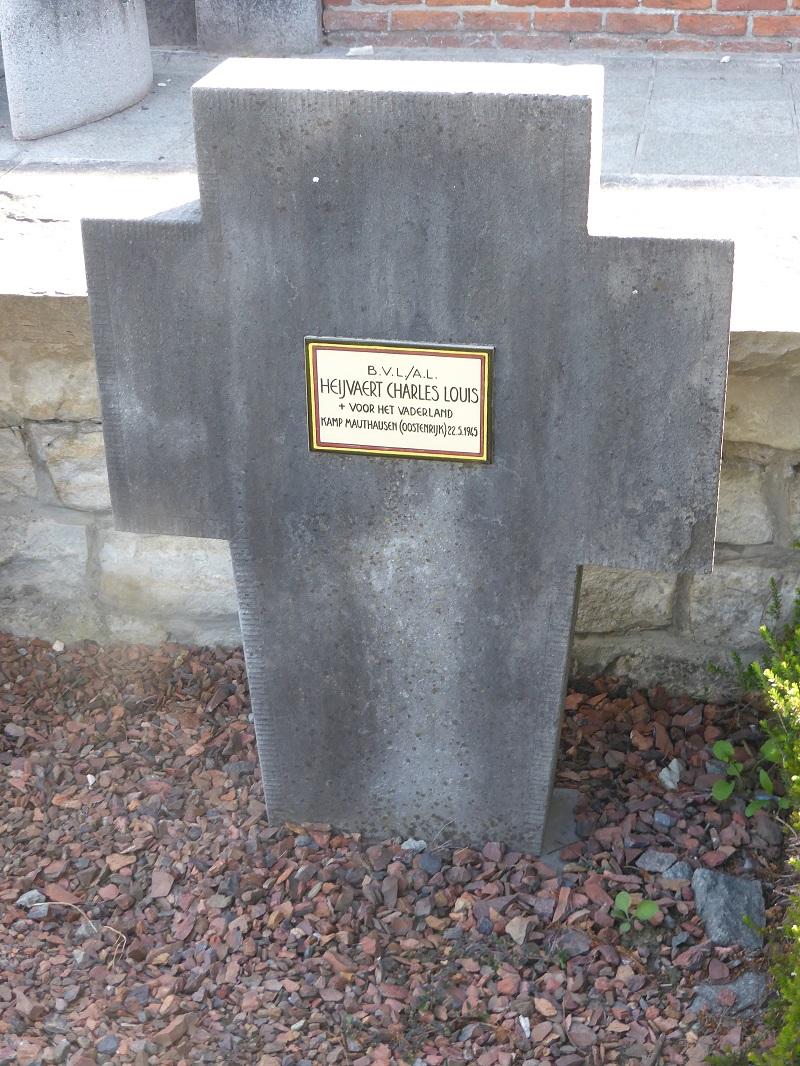 B.V.L./A.L.
HEIJVAERT CHARLES LOUIS
+ VOOR HET VADERLAND
KAMP MAUTHAUSEN (OOSTENRIJK) 22.5.1945